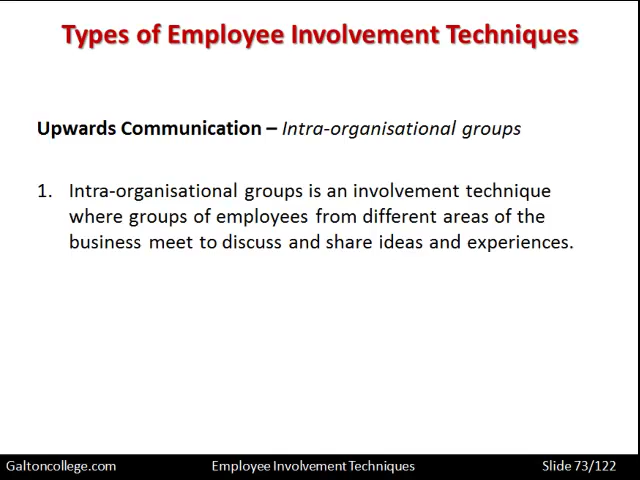 Types of Employee Involvement Techniques
Upwards Communication – Intra-organisational groups
1. Intra-organisational groups is an involvement technique
where groups of employees from different areas of the
business meet to discuss and share ideas and experiences.
Galtoncollege.com Employee Involvement Techniques Slide 73/122